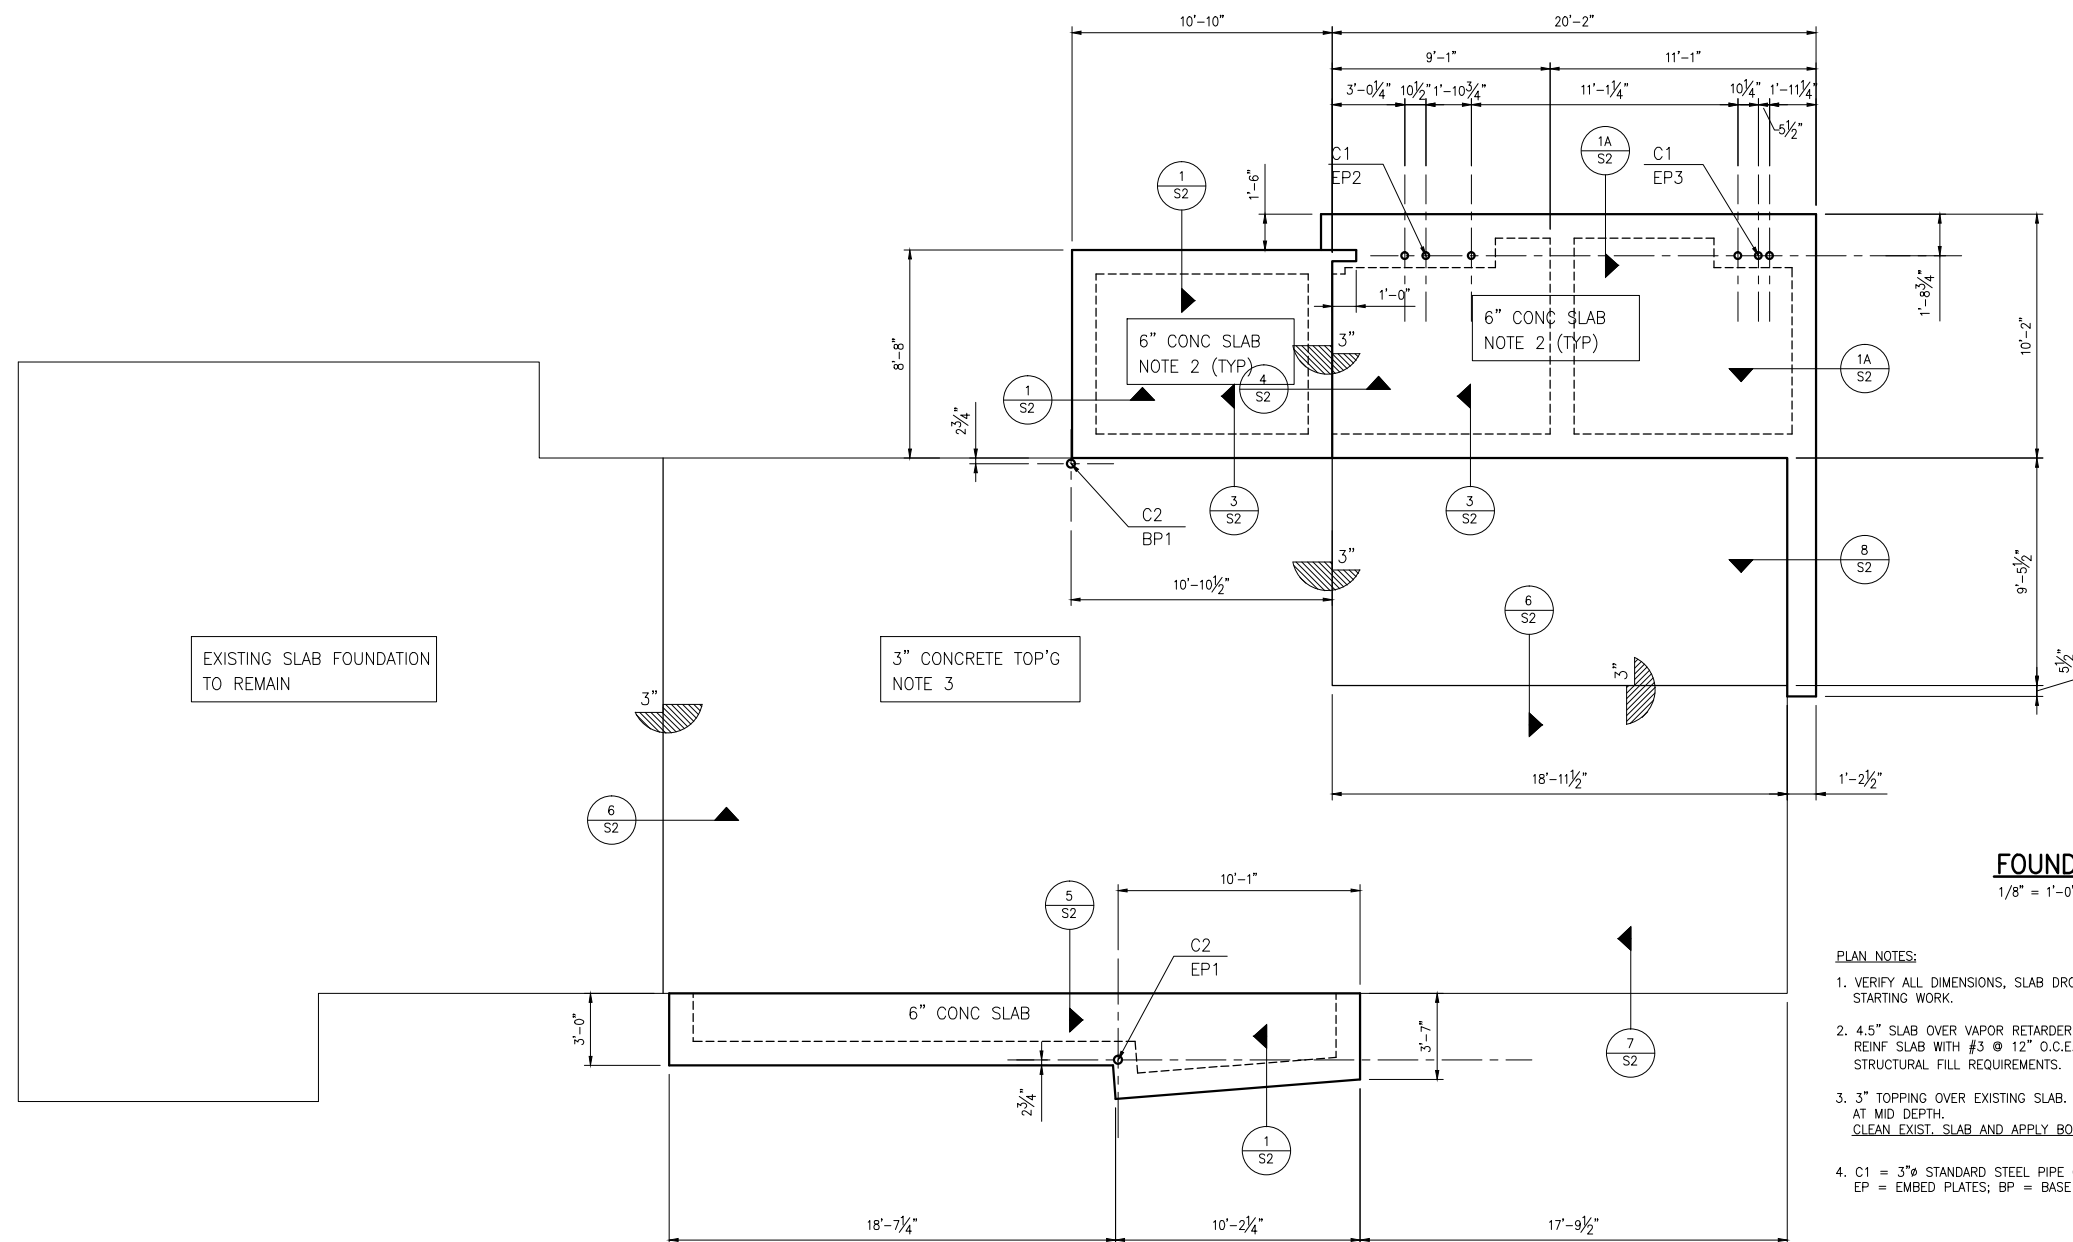 10'-10"
20'-2"
9'-1"
11'-1"
3'-0¼"
10½"
1'-10¾"
11'-1¼"
10¼"
1'-11¼"
5½"
C1
EP2
1A
S2
C1
EP3
1
S2
1'-6"
1'-8¾"
10'-2"
8'-8"
1'-0"
6" CONC SLAB
NOTE 2 (TYP)
6" CONC SLAB
NOTE 2 (TYP)
3"
4
S2
1A
S2
1
S2
2¾"
3
S2
3
S2
C2
BP1
3"
8
S2
9'-5½"
10'-10½"
6
S2
EXISTING SLAB FOUNDATION
TO REMAIN
3" CONCRETE TOP'G
NOTE 3
3"
3"
5½"
18'-11½"
1'-2½"
6
S2
10'-1"
5
S2
C2
EP1
FOUND
1/8" = 1'-0"
6" CONC SLAB
3'-0"
3'-7"
2¾"
7
S2
1
S2
18'-7¼"
10'-2¼"
17'-9½"
PLAN NOTES:
1. VERIFY ALL DIMENSIONS, SLAB DRO
STARTING WORK.
2. 4.5" SLAB OVER VAPOR RETARDER
REINF SLAB WITH #3 @ 12" O.C.E.
STRUCTURAL FILL REQUIREMENTS.
3. 3" TOPPING OVER EXISTING SLAB.
AT MID DEPTH.
CLEAN EXIST. SLAB AND APPLY BO
4. C1 = 3"ø STANDARD STEEL PIPE
EP = EMBED PLATES; BP = BASE